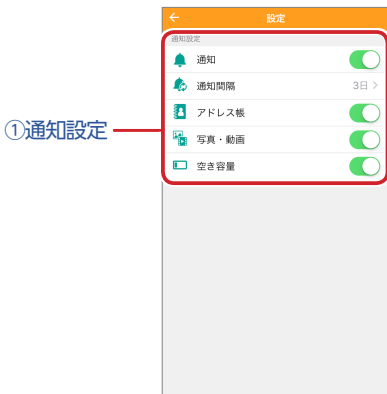 設定
通知設定
通知
通知間隔 3日
アドレス帳
写真・動画
空き容量
①通知設定